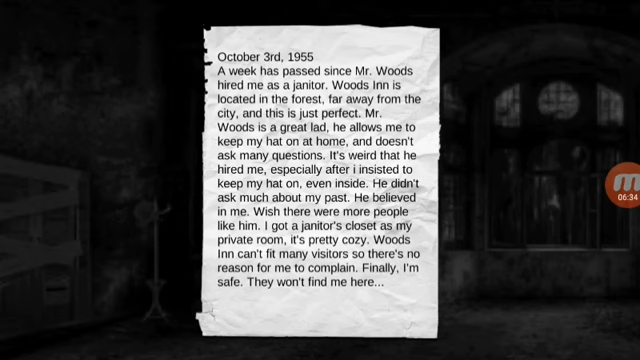 October 3rd, 1955
A week has passed since Mr. Woods
hired me as a janitor. Woods Inn is
located in the forest, far away from the
city, and this is just perfect. Mr.
Woods is a great lad, he allows me to
keep my hat on at home, and doesn't
ask many questions. It's weird that he
hired me, especially after i insisted to
keep my hat on, even inside. He didn't
ask much about my past. He believed
in me. Wish there were more people
like him. I got a janitor's closet as my
private room, it's pretty cozy. Woods
Inn can't fit many visitors so there's no
reason for me to complain. Finally, I'm
safe. They won't find me here...
06:34